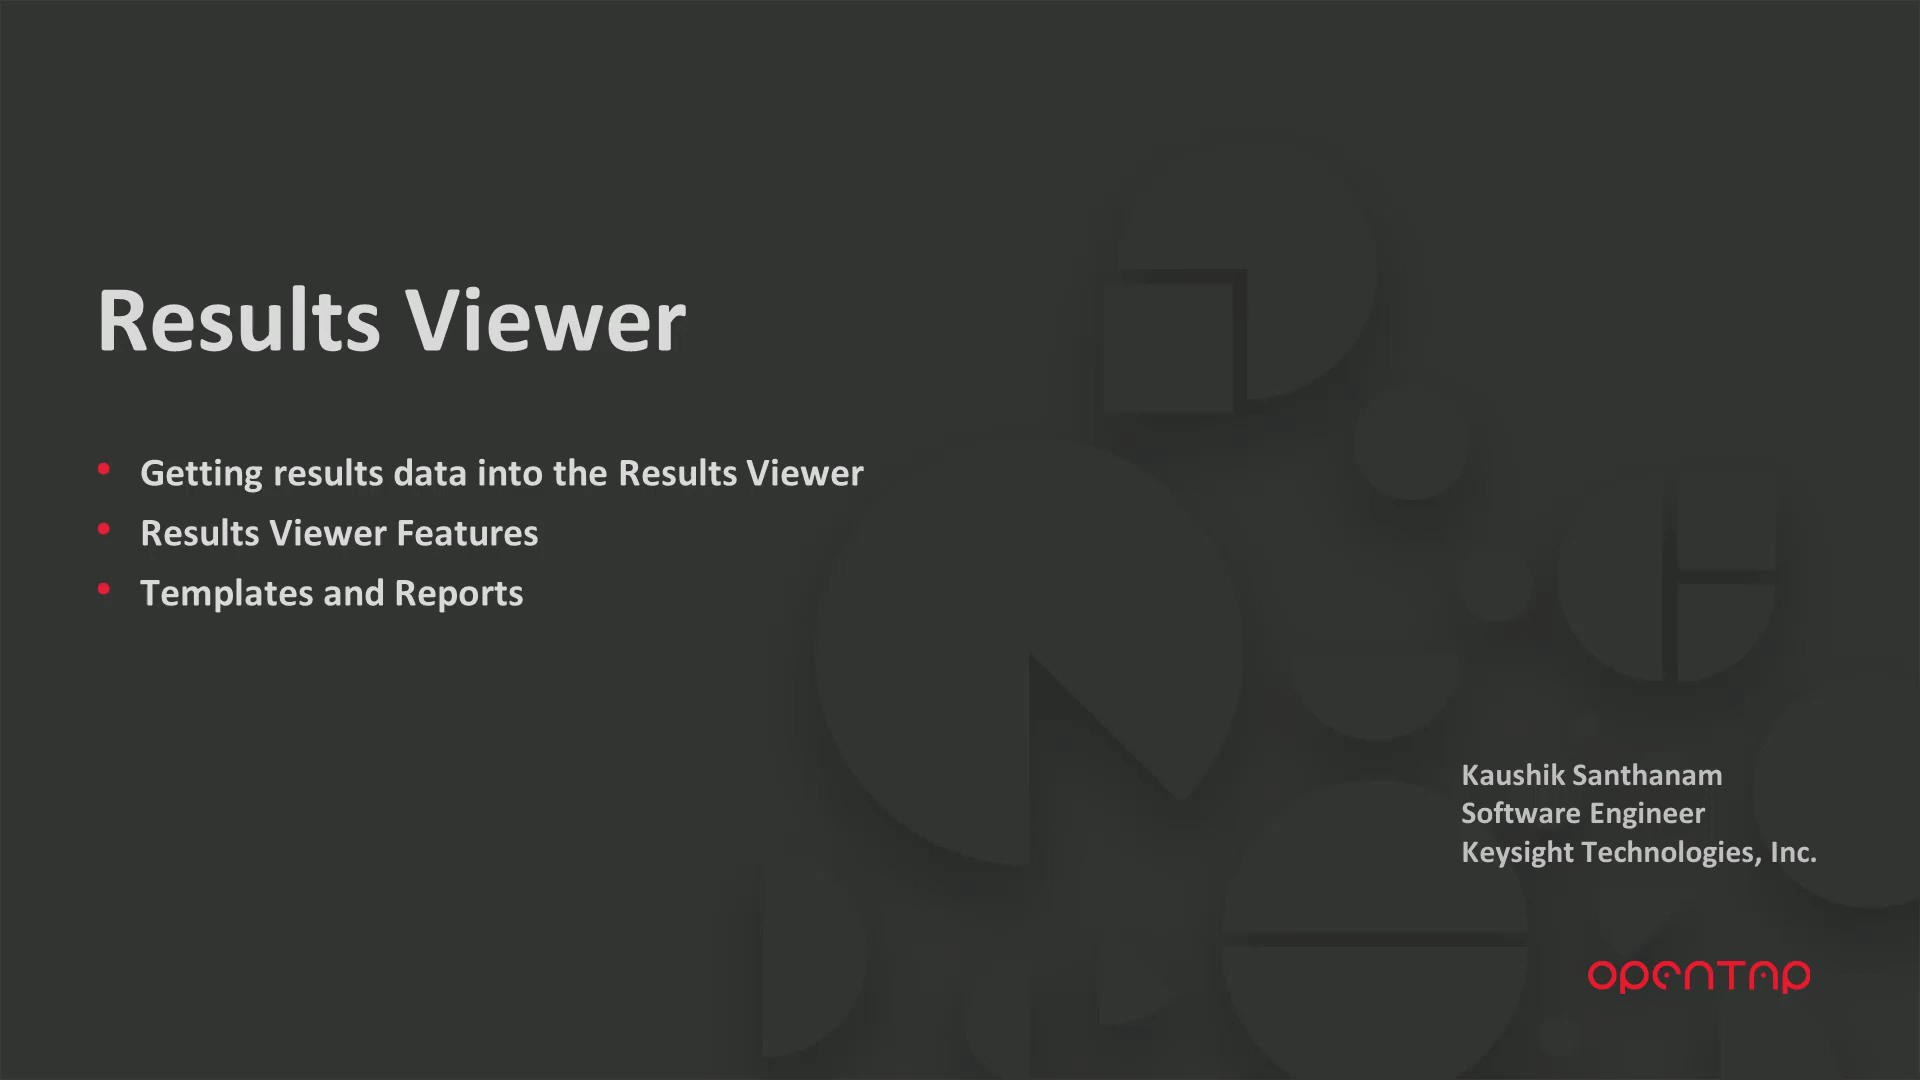 Results Viewer
• Getting results data into the Results Viewer
• Results Viewer Features
• Templates and Reports
Kaushik Santhanam
Software Engineer
Keysight Technologies, Inc.
OPENTAP